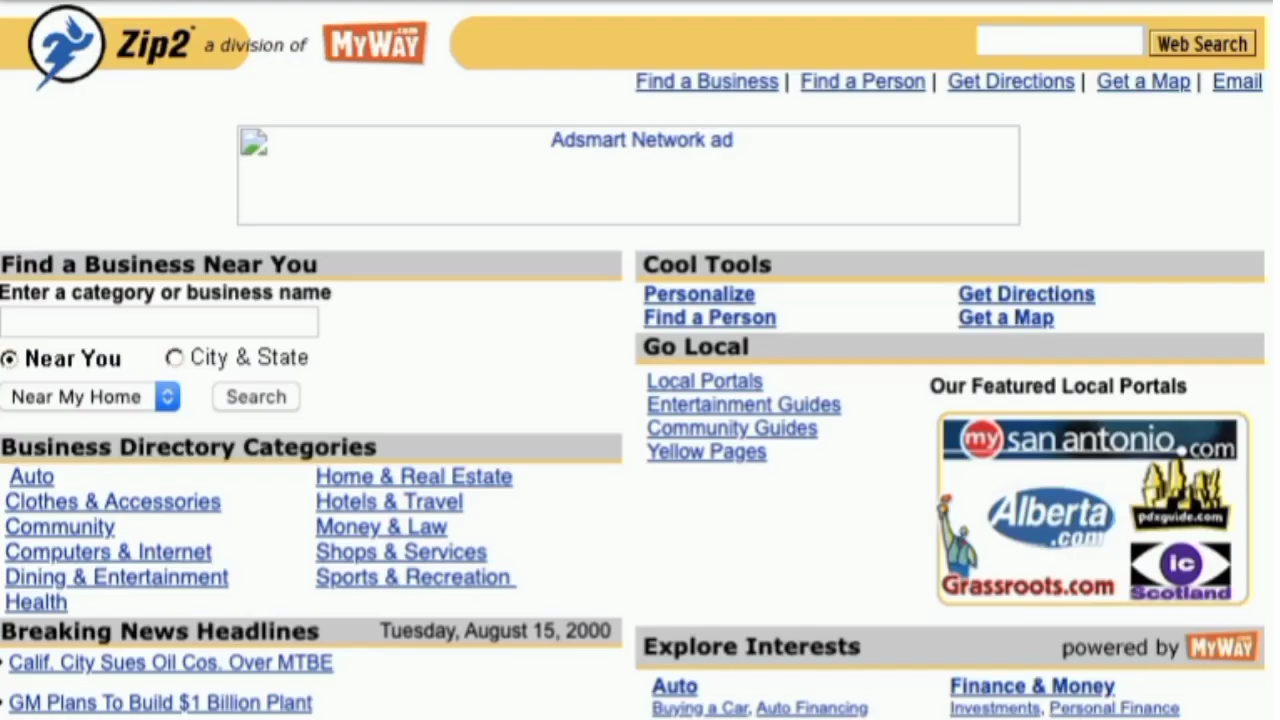 Zip2™ a division of MYWAY.com
Web Search
Find a Business | Find a Person | Get Directions | Get a Map | Email
Adsmart Network ad
Find a Business Near You
Enter a category or business name
Near You City & State
Near My Home Search
Business Directory Categories
Auto Home & Real Estate
Clothes & Accessories Hotels & Travel
Community Money & Law
Computers & Internet Shops & Services
Dining & Entertainment Sports & Recreation
Health
Breaking News Headlines Tuesday, August 15, 2000
• Calif. City Sues Oil Cos. Over MTBE
• GM Plans To Build $1 Billion Plant
Cool Tools
Personalize Get Directions
Find a Person Get a Map
Go Local
Local Portals
Entertainment Guides
Community Guides
Yellow Pages
Our Featured Local Portals
my san antonio.com
Alberta.com
pdxguide.com
Grassroots.com
ic Scotland
Explore Interests powered by MYWAY.com
Auto Finance & Money
Buying a Car, Auto Financing Investments, Personal Finance